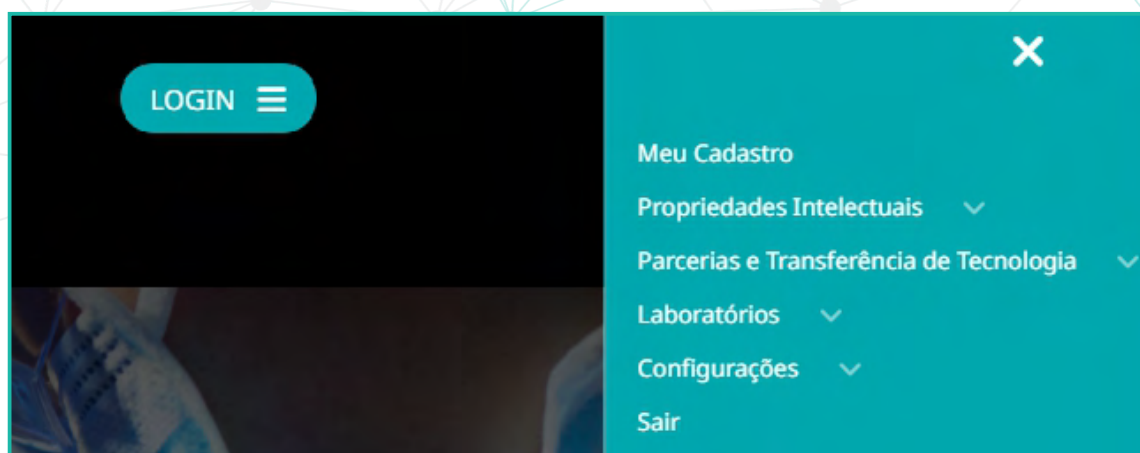 LOGIN
Meu Cadastro
Propriedades Intelectuais
Parcerias e Transferência de Tecnologia
Laboratórios
Configurações
Sair